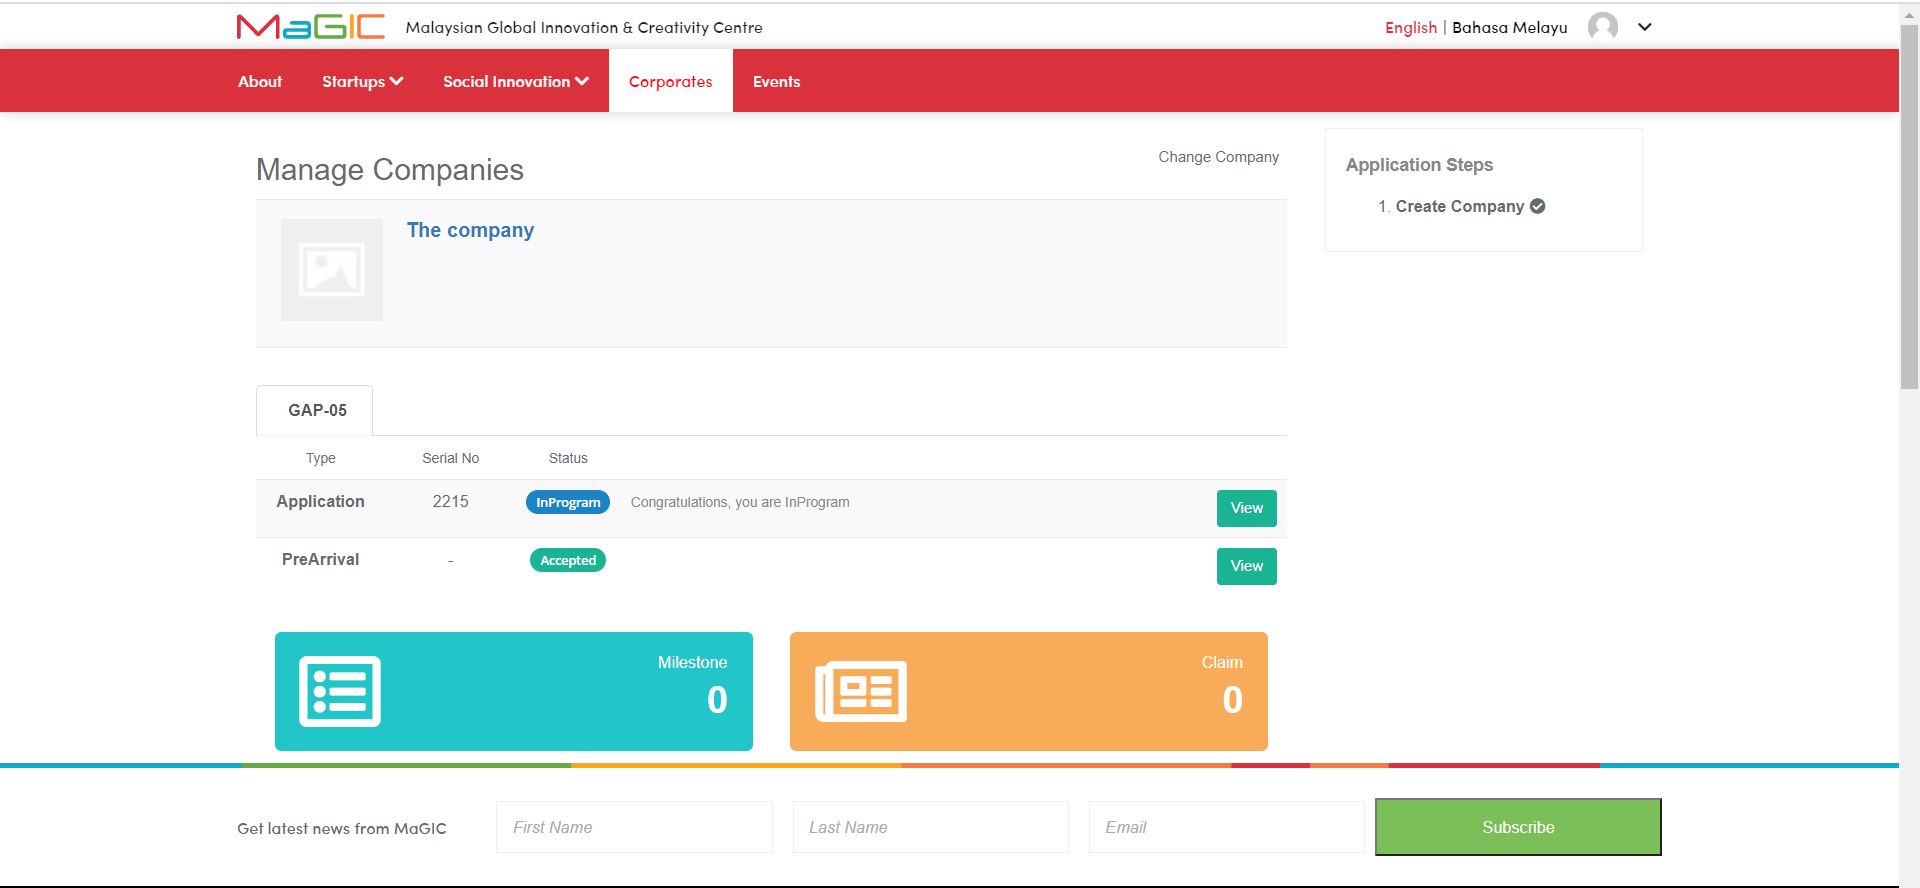 MaGIC Malaysian Global Innovation & Creativity Centre English | Bahasa Melayu
About Startups Social Innovation Corporates Events
Manage Companies
Change Company
The company
Application Steps
1. Create Company
GAP-05
Type Serial No Status
Application 2215 InProgram Congratulations, you are InProgram View
PreArrival - Accepted View
Milestone
0
Claim
0
Get latest news from MaGIC First Name Last Name Email Subscribe